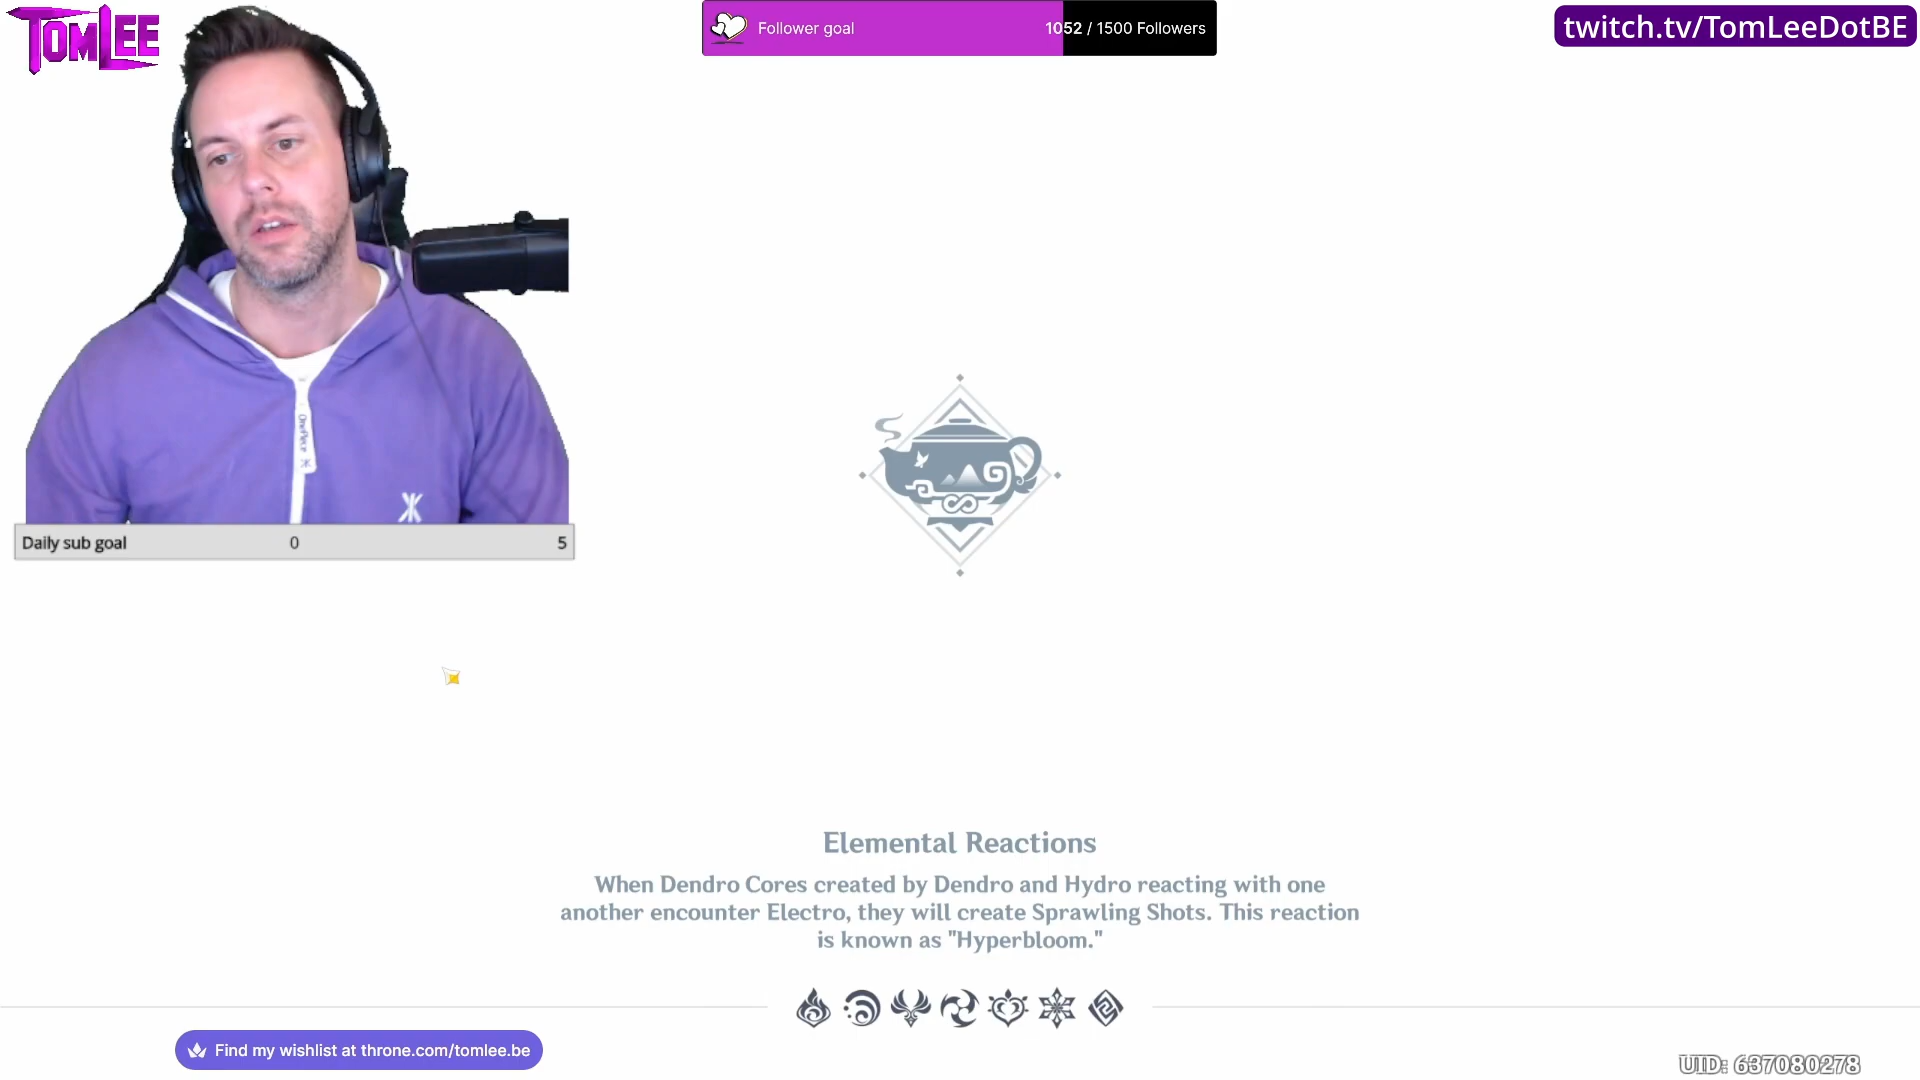 TOMLEE
Follower goal
1052 / 1500 Followers
twitch.tv/TomLeeDotBE
OnePiece
Daily sub goal
0
5
Elemental Reactions
When Dendro Cores created by Dendro and Hydro reacting with one
another encounter Electro, they will create Sprawling Shots. This reaction
is known as "Hyperbloom."
Find my wishlist at throne.com/tomlee.be
UID: 637080278